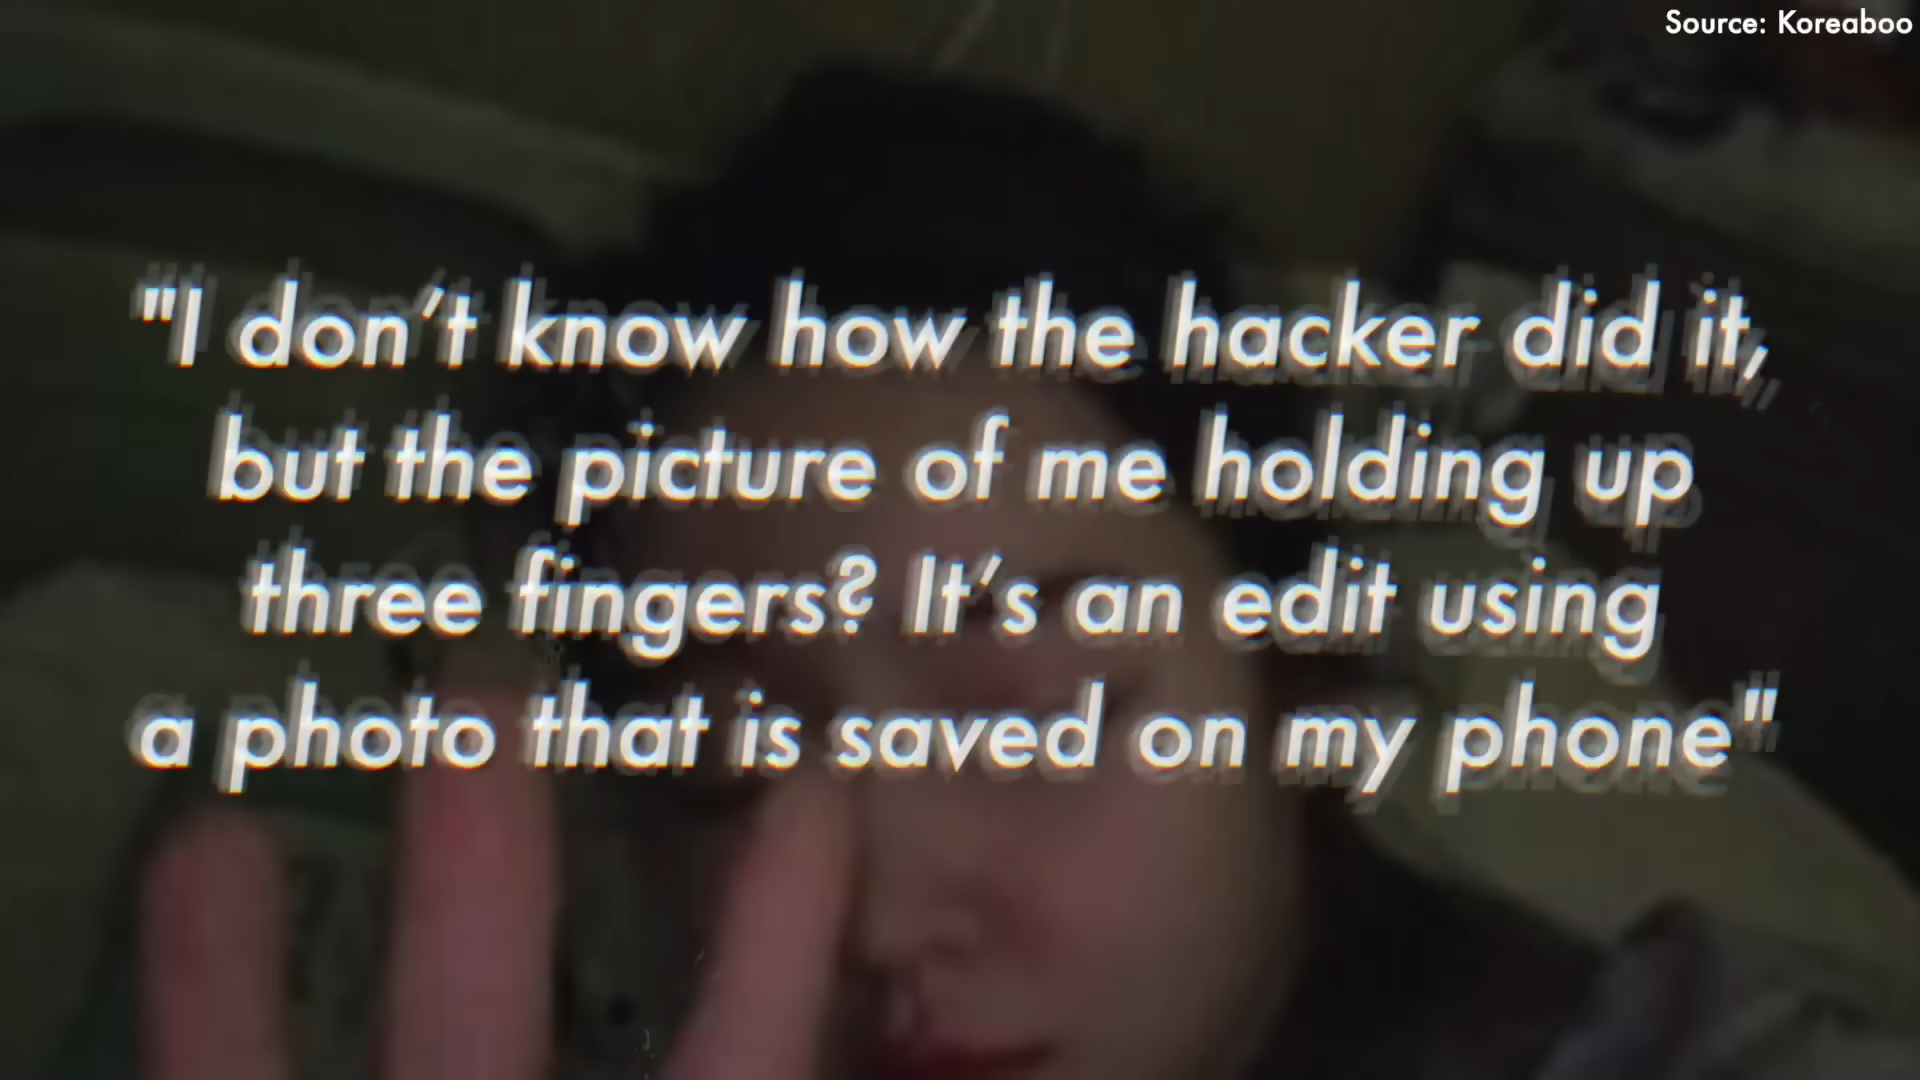 Source: Koreaboo
"I don't know how the hacker did it,
but the picture of me holding up
three fingers? It's an edit using
a photo that is saved on my phone"